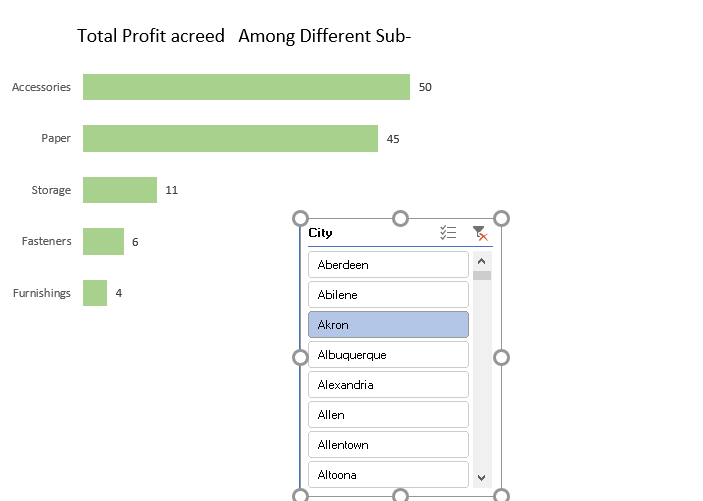 Total Profit acreed   Among Different Sub-
Accessories 50
Paper 45
Storage 11
Fasteners 6
Furnishings 4
City
Aberdeen
Abilene
Akron
Albuquerque
Alexandria
Allen
Allentown
Altoona